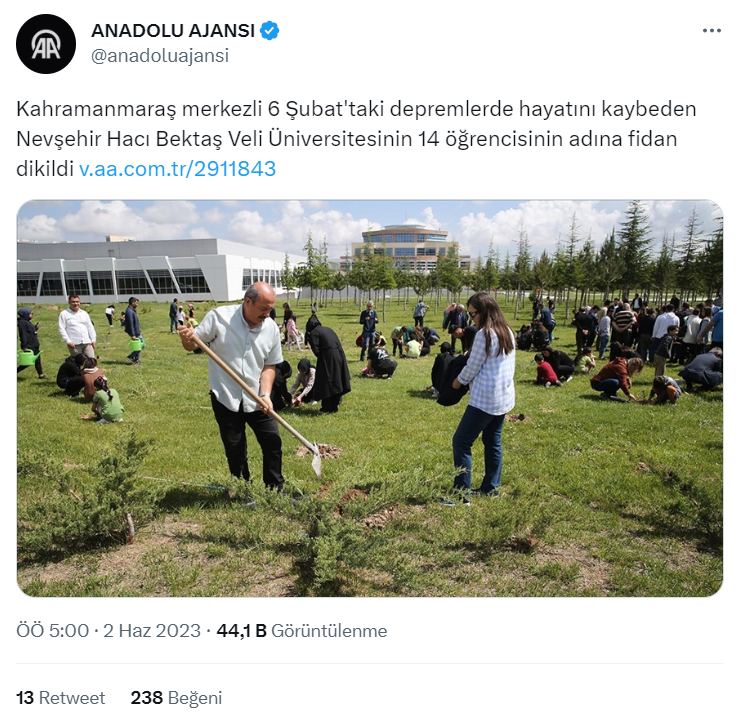 ANADOLU AJANSI
@anadoluajansi
Kahramanmaraş merkezli 6 Şubat'taki depremlerde hayatını kaybeden
Nevşehir Hacı Bektaş Veli Üniversitesinin 14 öğrencisinin adına fidan
dikildi v.aa.com.tr/2911843
ÖÖ 5:00 · 2 Haz 2023 · 44,1 B Görüntülenme
13 Retweet 238 Beğeni